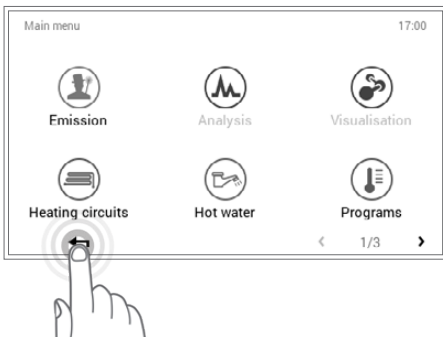 Main menu 17:00
Emission Analysis Visualisation
Heating circuits Hot water Programs
1/3